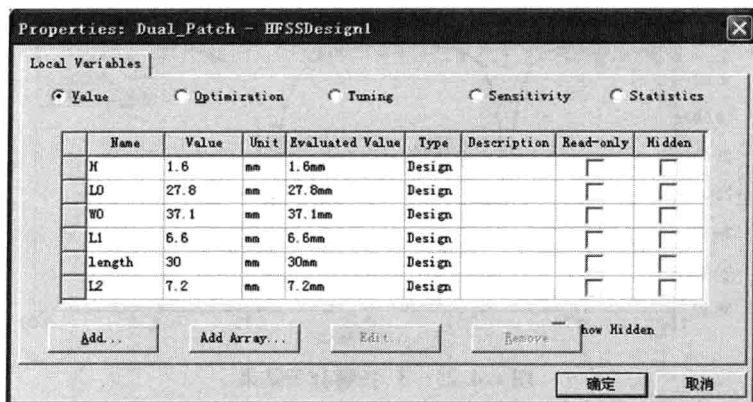 Properties: Dual_Patch - HFSSDesign1
Local Variables
Value Optimization Tuning Sensitivity Statistics
Name Value Unit Evaluated Value Type Description Read-only Hidden
H 1.6 mm 1.6mm Design
L0 27.8 mm 27.8mm Design
W0 37.1 mm 37.1mm Design
L1 6.6 mm 6.6mm Design
length 30 mm 30mm Design
L2 7.2 mm 7.2mm Design
how Hidden
Add... Add Array... Edit... Remove
确定 取消